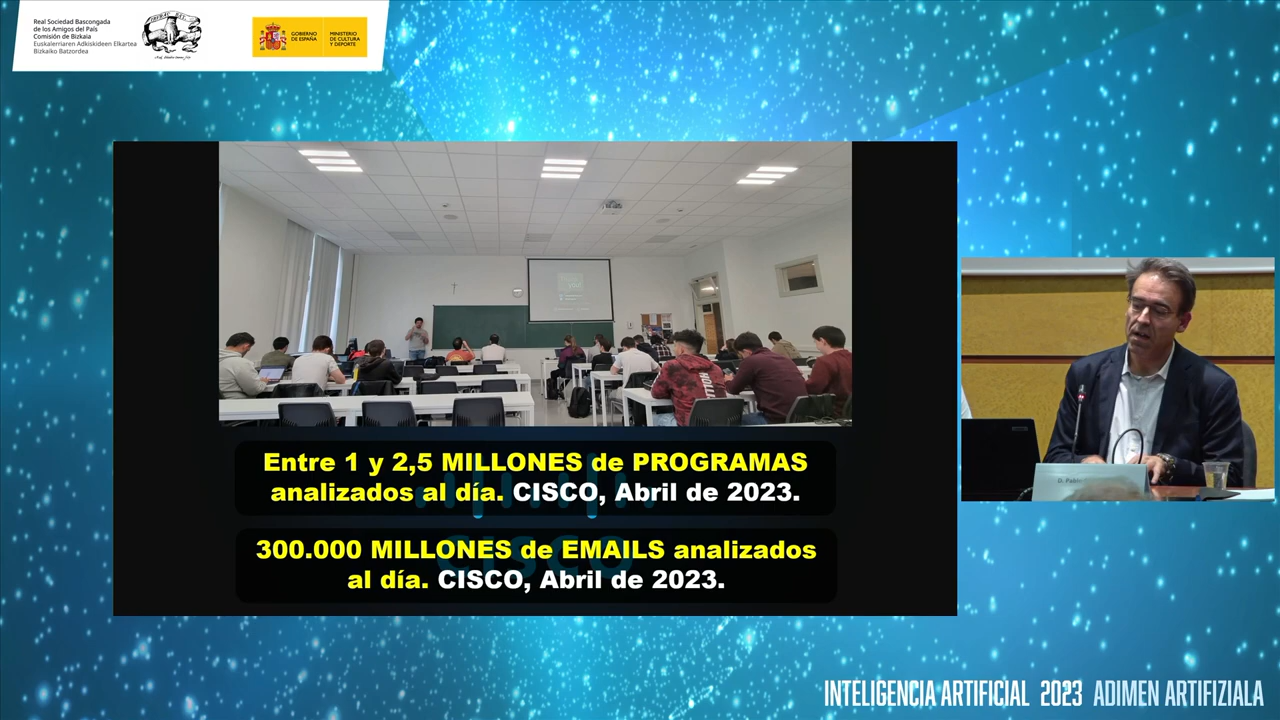 Real Sociedad Bascongada
de los Amigos del País
Comisión de Bizkaia
Euskalerriaren Adkiskideen Elkartea
Bizkaiko Batzordea
GOBIERNO
DE ESPAÑA
MINISTERIO
DE CULTURA
Y DEPORTE
Entre 1 y 2,5 MILLONES de PROGRAMAS
analizados al día. CISCO, Abril de 2023.
300.000 MILLONES de EMAILS analizados
al día. CISCO, Abril de 2023.
D. Pablo
INTELIGENCIA ARTIFICIAL 2023 ADIMEN ARTIFIZIALA